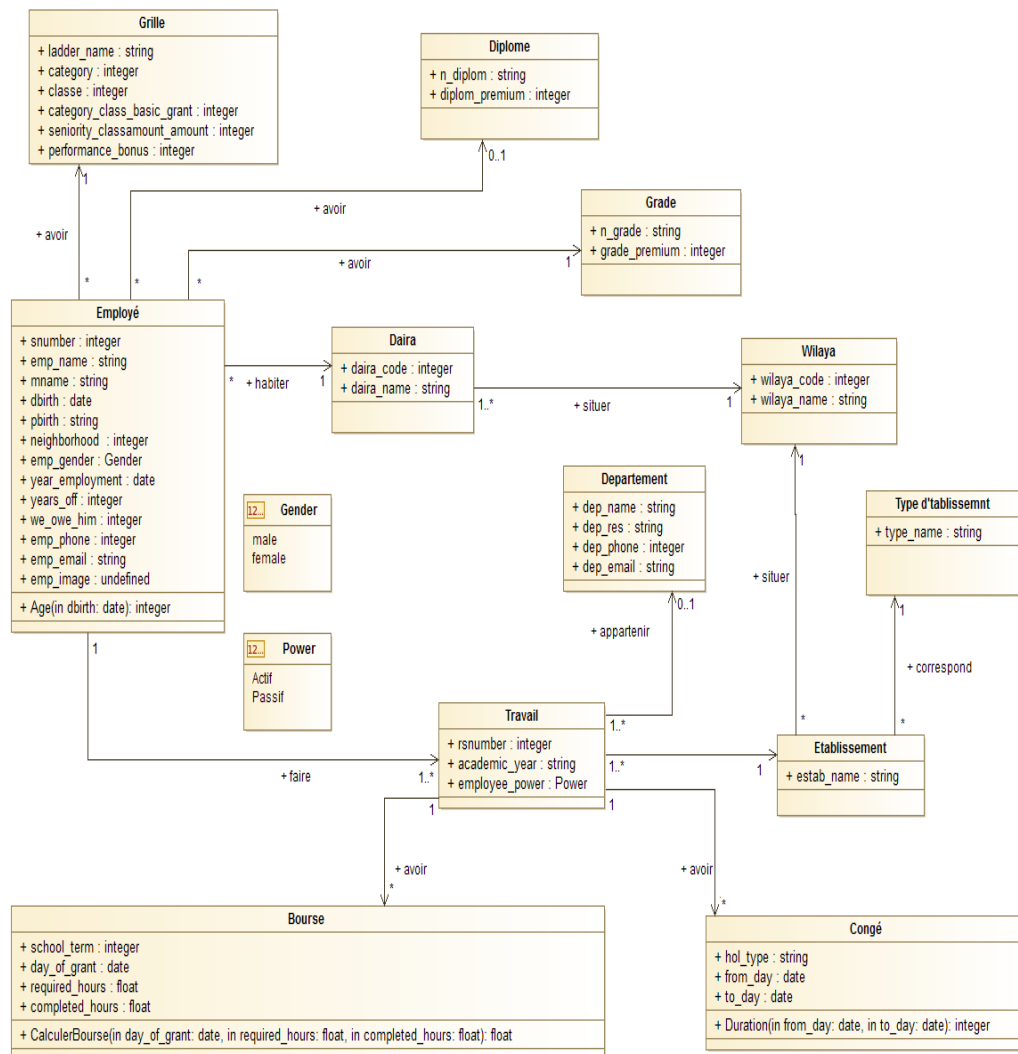 Grille
+ ladder_name : string
+ category : integer
+ classe : integer
+ category_class_basic_grant : integer
+ seniority_classamount_amount : integer
+ performance_bonus : integer
1
+ avoir
*
Diplome
+ n_diplom : string
+ diplom_premium : integer
0..1
+ avoir
*
Grade
+ n_grade : string
+ grade_premium : integer
1
+ avoir
*
Employé
+ snumber : integer
+ emp_name : string
+ mname : string
+ dbirth : date
+ pbirth : string
+ neighborhood : integer
+ emp_gender : Gender
+ year_employment : date
+ years_off : integer
+ we_owe_him : integer
+ emp_phone : integer
+ emp_email : string
+ emp_image : undefined
+ Age(in dbirth: date): integer
*
+ habiter
1
Daira
+ daira_code : integer
+ daira_name : string
1..*
+ situer
1
Wilaya
+ wilaya_code : integer
+ wilaya_name : string
1
+ situer
*
12...
Gender
male
female
12...
Power
Actif
Passif
Departement
+ dep_name : string
+ dep_res : string
+ dep_phone : integer
+ dep_email : string
0..1
+ appartenir
1..*
Type d'tablissemnt
+ type_name : string
1
+ correspond
*
1
+ faire
1..*
Travail
+ rsnumber : integer
+ academic_year : string
+ employee_power : Power
1..*
1
Etablissement
+ estab_name : string
1
+ avoir
*
1
+ avoir
*
Bourse
+ school_term : integer
+ day_of_grant : date
+ required_hours : float
+ completed_hours : float
+ CalculerBourse(in day_of_grant: date, in required_hours: float, in completed_hours: float): float
Congé
+ hol_type : string
+ from_day : date
+ to_day : date
+ Duration(in from_day: date, in to_day: date): integer